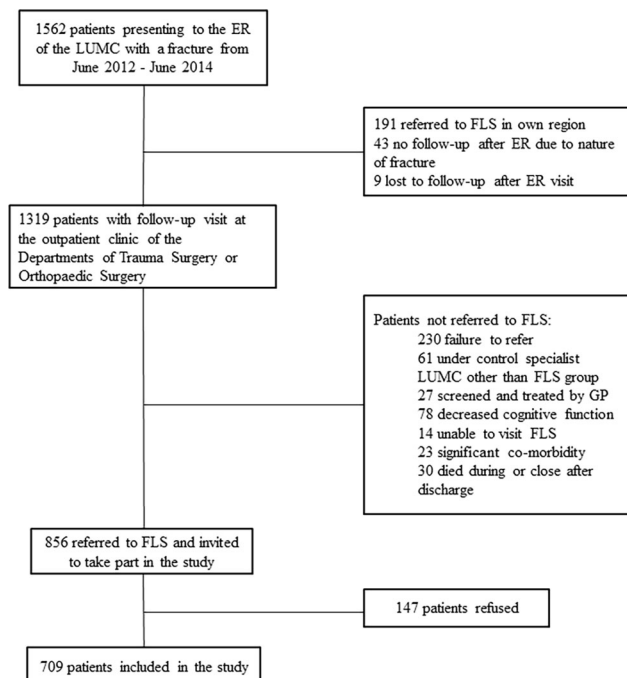 1562 patients presenting to the ER
of the LUMC with a fracture from
June 2012 - June 2014
191 referred to FLS in own region
43 no follow-up after ER due to nature
of fracture
9 lost to follow-up after ER visit
1319 patients with follow-up visit at
the outpatient clinic of the
Departments of Trauma Surgery or
Orthopaedic Surgery
Patients not referred to FLS:
230 failure to refer
61 under control specialist
LUMC other than FLS group
27 screened and treated by GP
78 decreased cognitive function
14 unable to visit FLS
23 significant co-morbidity
30 died during or close after
discharge
856 referred to FLS and invited
to take part in the study
147 patients refused
709 patients included in the study